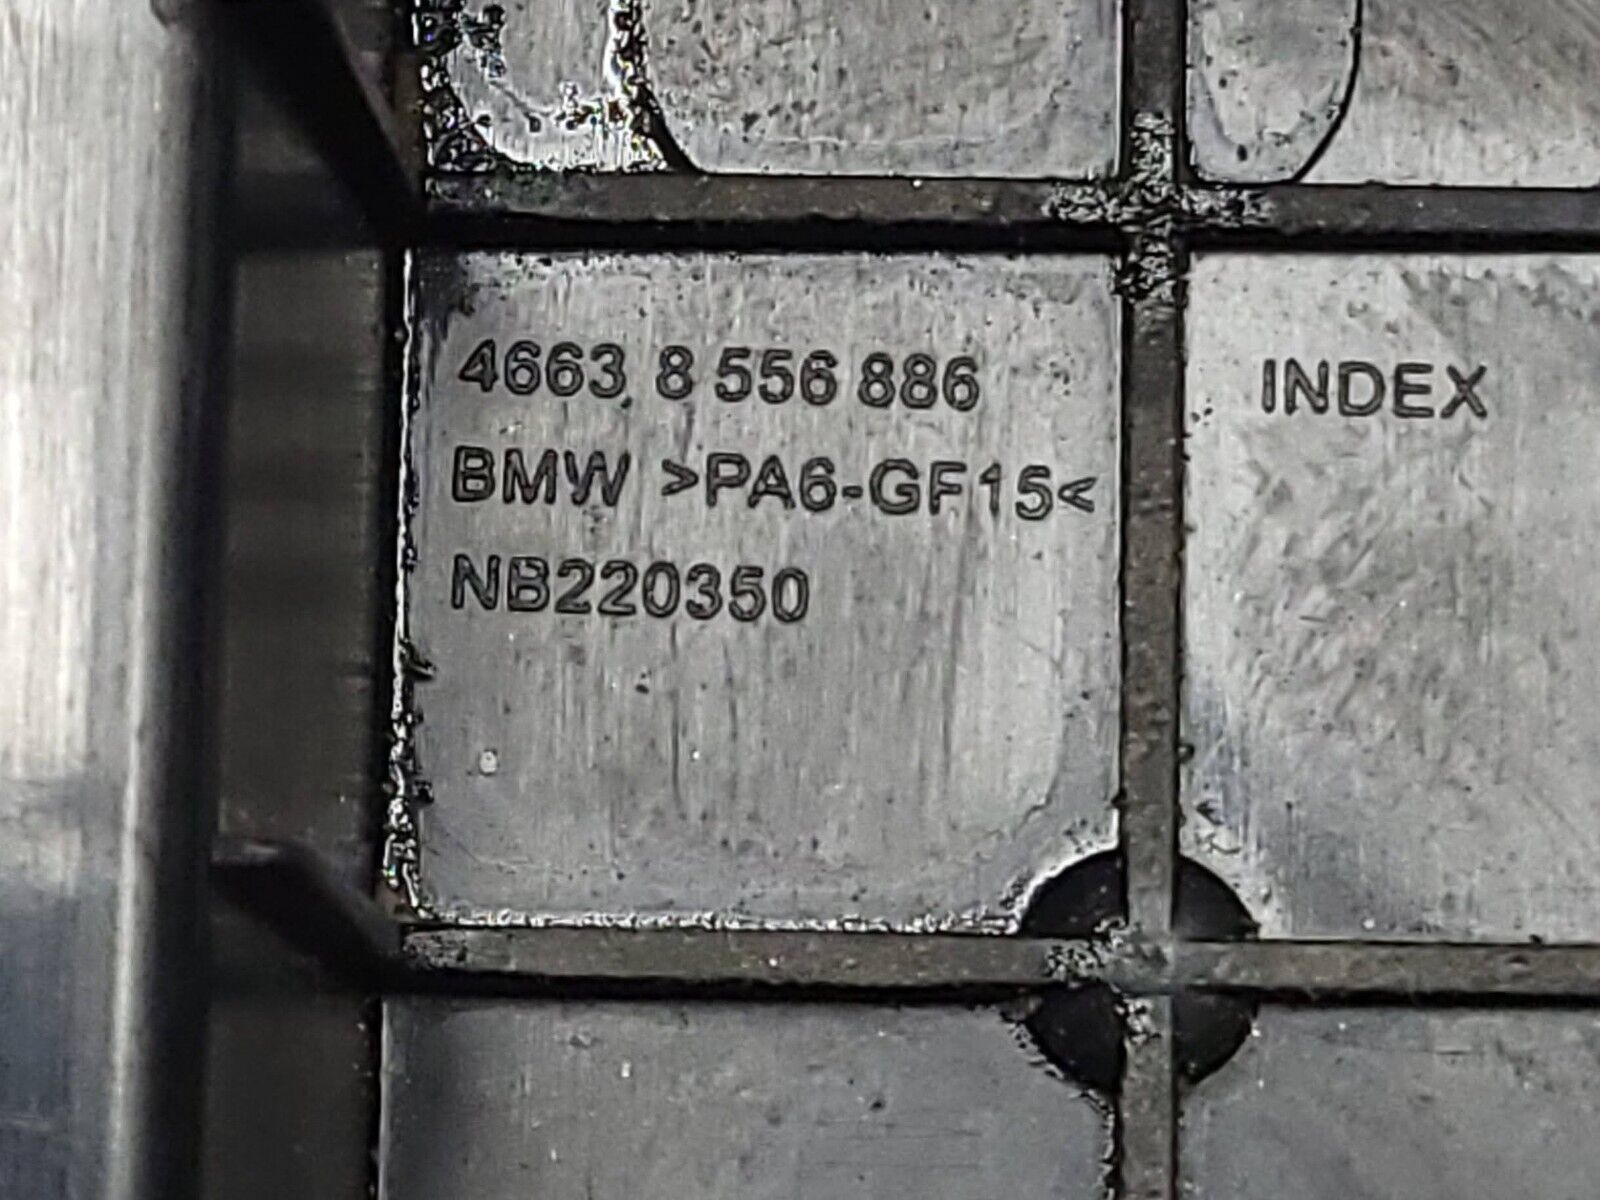 4663 8 556 886
BMW >PA6-GF15<
NB220350
INDEX